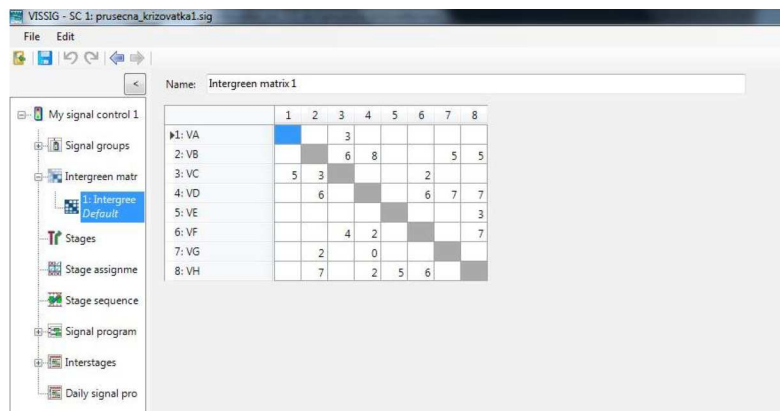 VISSIG - SC 1: prusecna_krizovatka1.sig
File Edit
<
Name: Intergreen matrix 1
My signal control 1
Signal groups
Intergreen matr
1: Intergree
Default
Stages
Stage assignme
Stage sequence
Signal program
Interstages
Daily signal pro
1 2 3 4 5 6 7 8
1: VA 3
2: VB 6 8 5 5
3: VC 5 3 2
4: VD 6 6 7 7
5: VE 3
6: VF 4 2 7
7: VG 2 0
8: VH 7 2 5 6